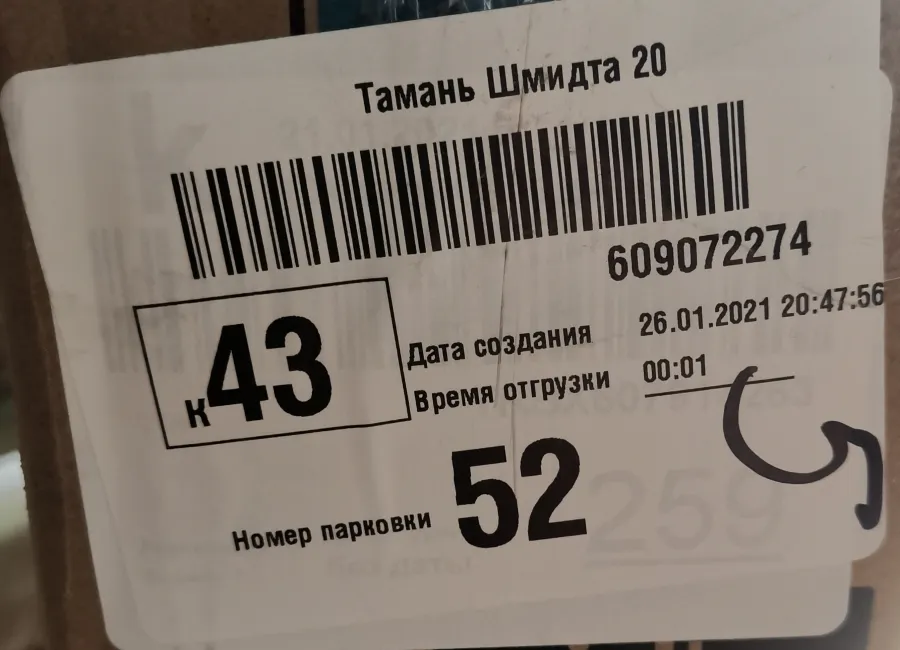 Тамань Шмидта 20
609072274
к43
Дата создания 26.01.2021 20:47:56
Время отгрузки 00:01
Номер парковки 52
259